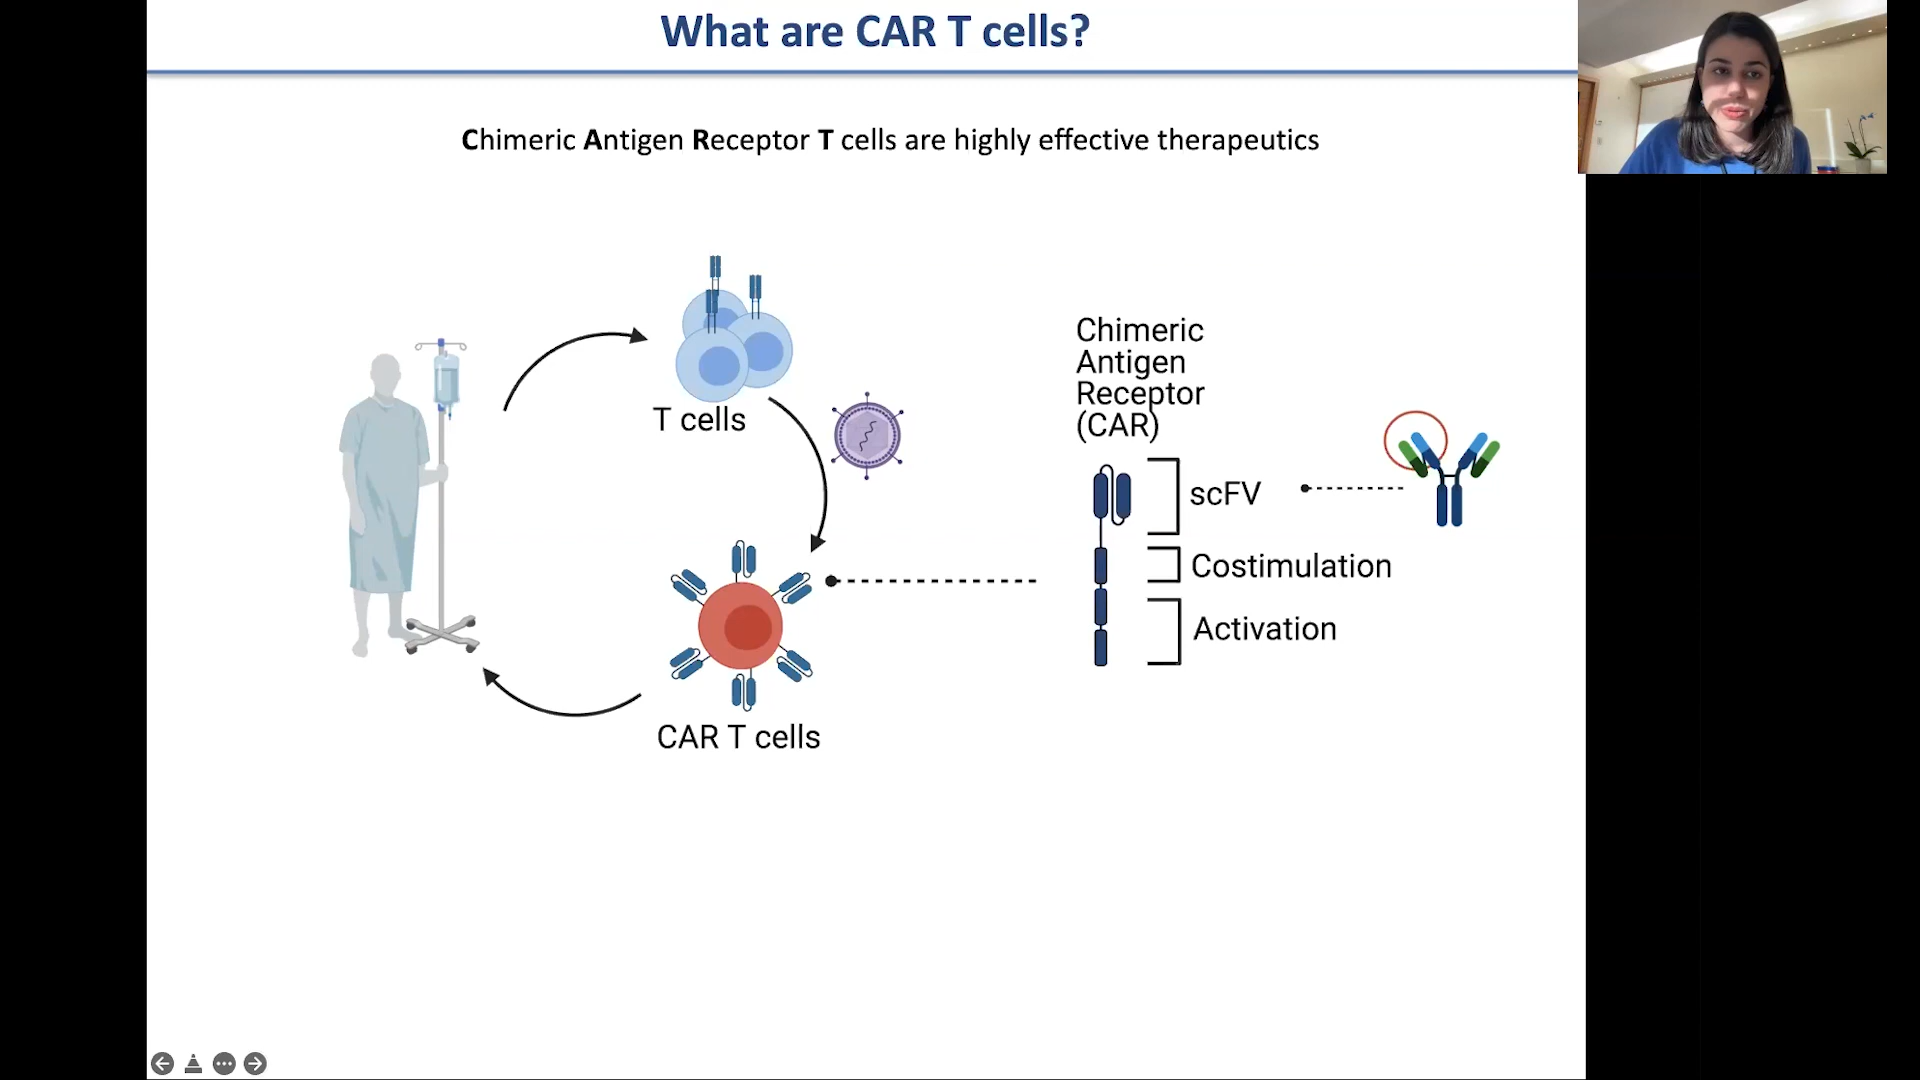 What are CAR T cells?
Chimeric Antigen Receptor T cells are highly effective therapeutics
T cells
CAR T cells
Chimeric
Antigen
Receptor
(CAR)
scFV
Costimulation
Activation